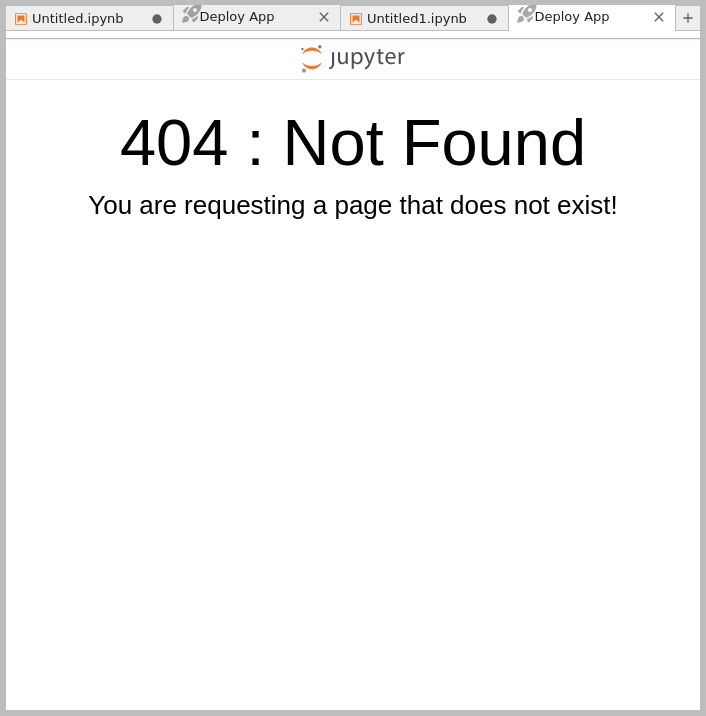 Untitled.ipynb Deploy App Untitled1.ipynb Deploy App
jupyter
404 : Not Found
You are requesting a page that does not exist!